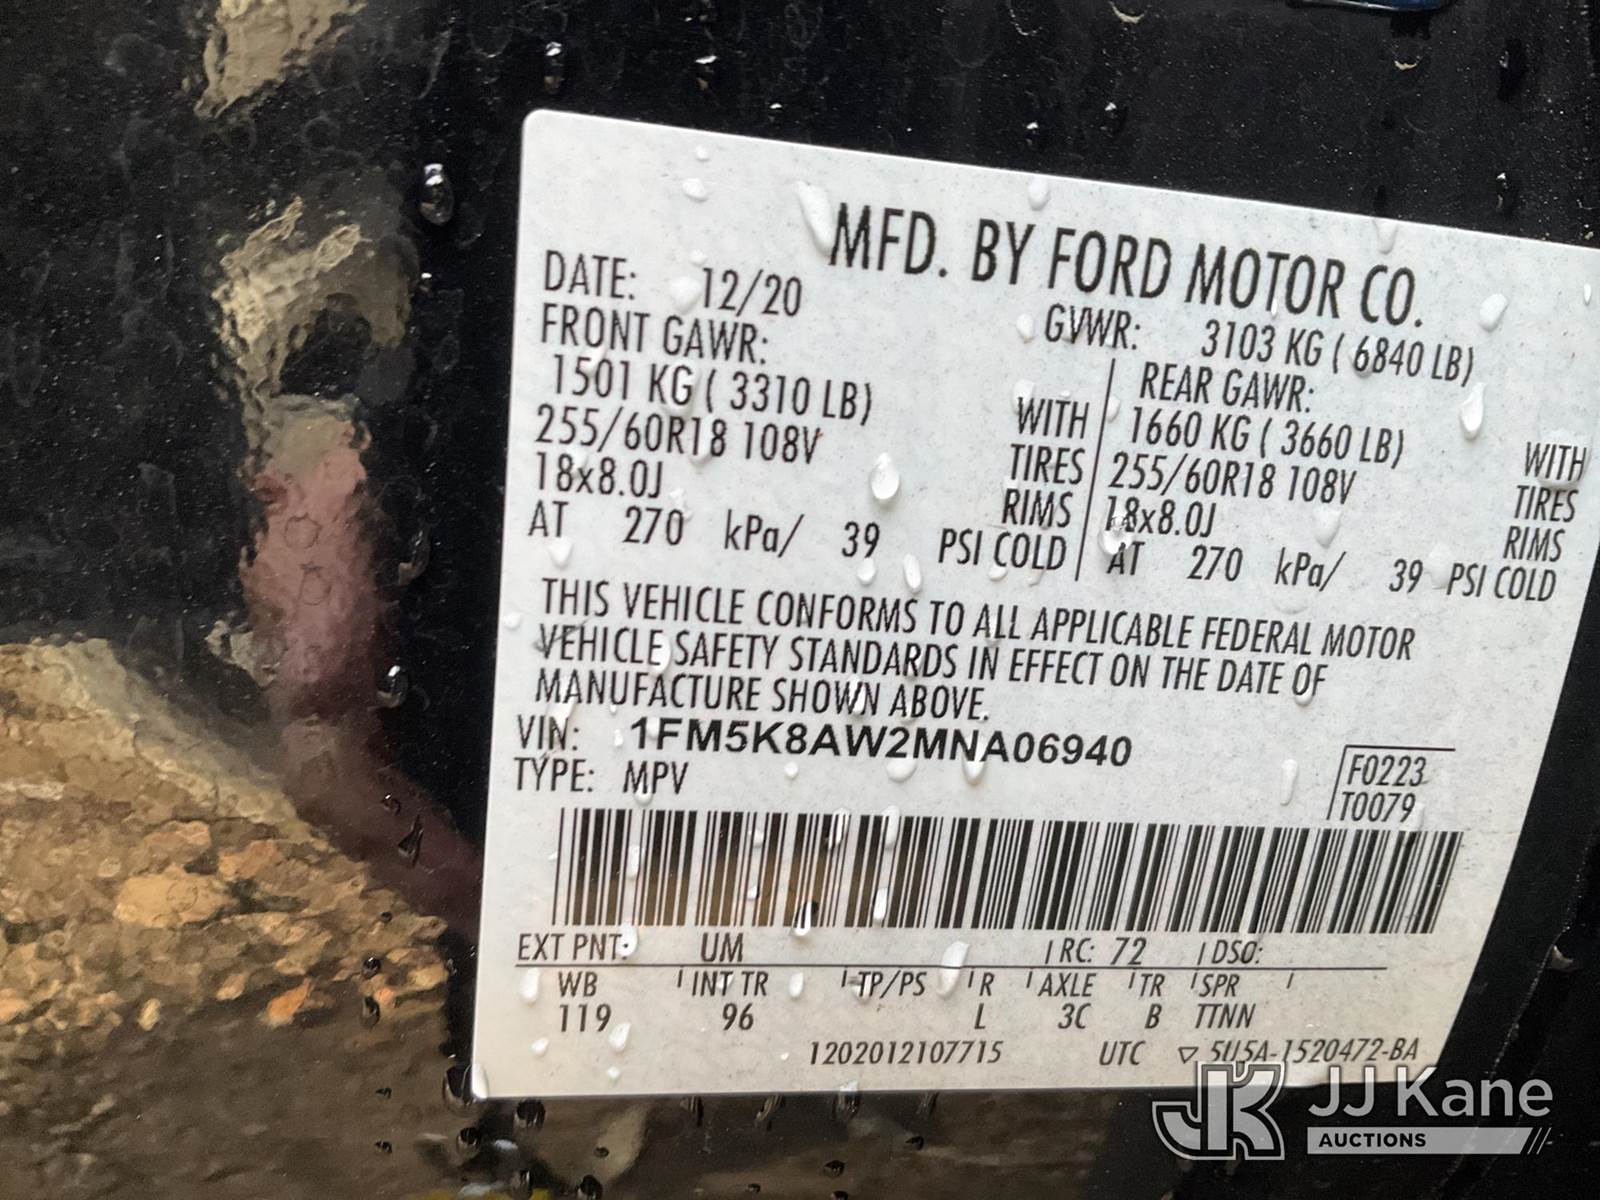 MFD. BY FORD MOTOR CO.
DATE: 12/20 GVWR: 3103 KG ( 6840 LB)
FRONT GAWR: REAR GAWR:
1501 KG ( 3310 LB) WITH 1660 KG ( 3660 LB) WITH
255/60R18 108V TIRES 255/60R18 108V TIRES
18x8.0J RIMS 18x8.0J RIMS
AT 270 kPa/ 39 PSI COLD AT 270 kPa/ 39 PSI COLD
THIS VEHICLE CONFORMS TO ALL APPLICABLE FEDERAL MOTOR
VEHICLE SAFETY STANDARDS IN EFFECT ON THE DATE OF
MANUFACTURE SHOWN ABOVE.
VIN: 1FM5K8AW2MNA06940
TYPE: MPV
F0223
T0079
EXT PNT: UM RC: 72 DSO:
WB INT TR TP/PS R AXLE TR SPR
119 96 L 3C B TTNN
1202012107715 UTC ▽ 5U5A-1520472-BA
JK JJ Kane
AUCTIONS